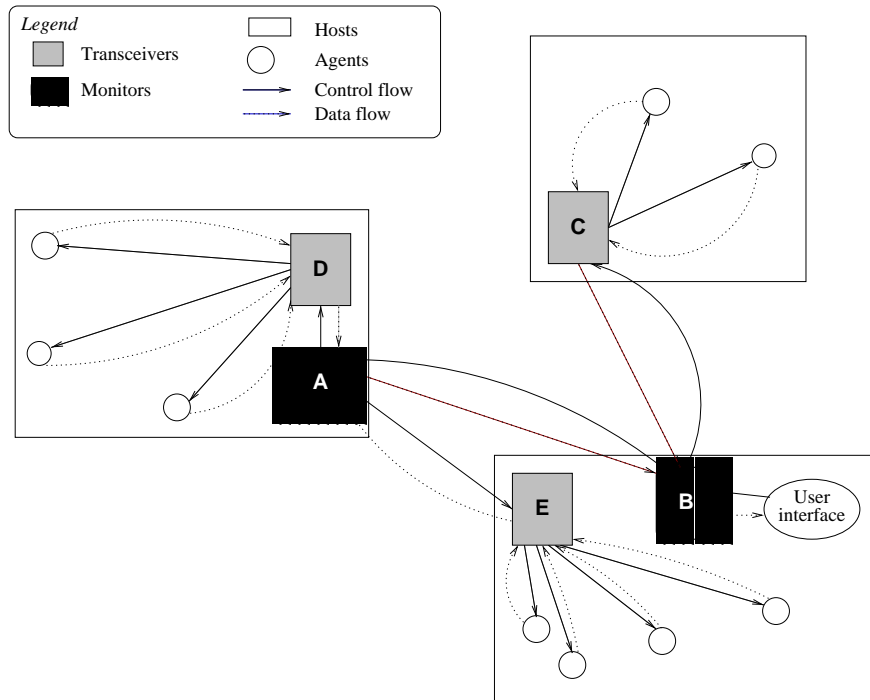 Legend
Transceivers
Monitors
Hosts
Agents
Control flow
Data flow
C
D
A
E
B
User
interface